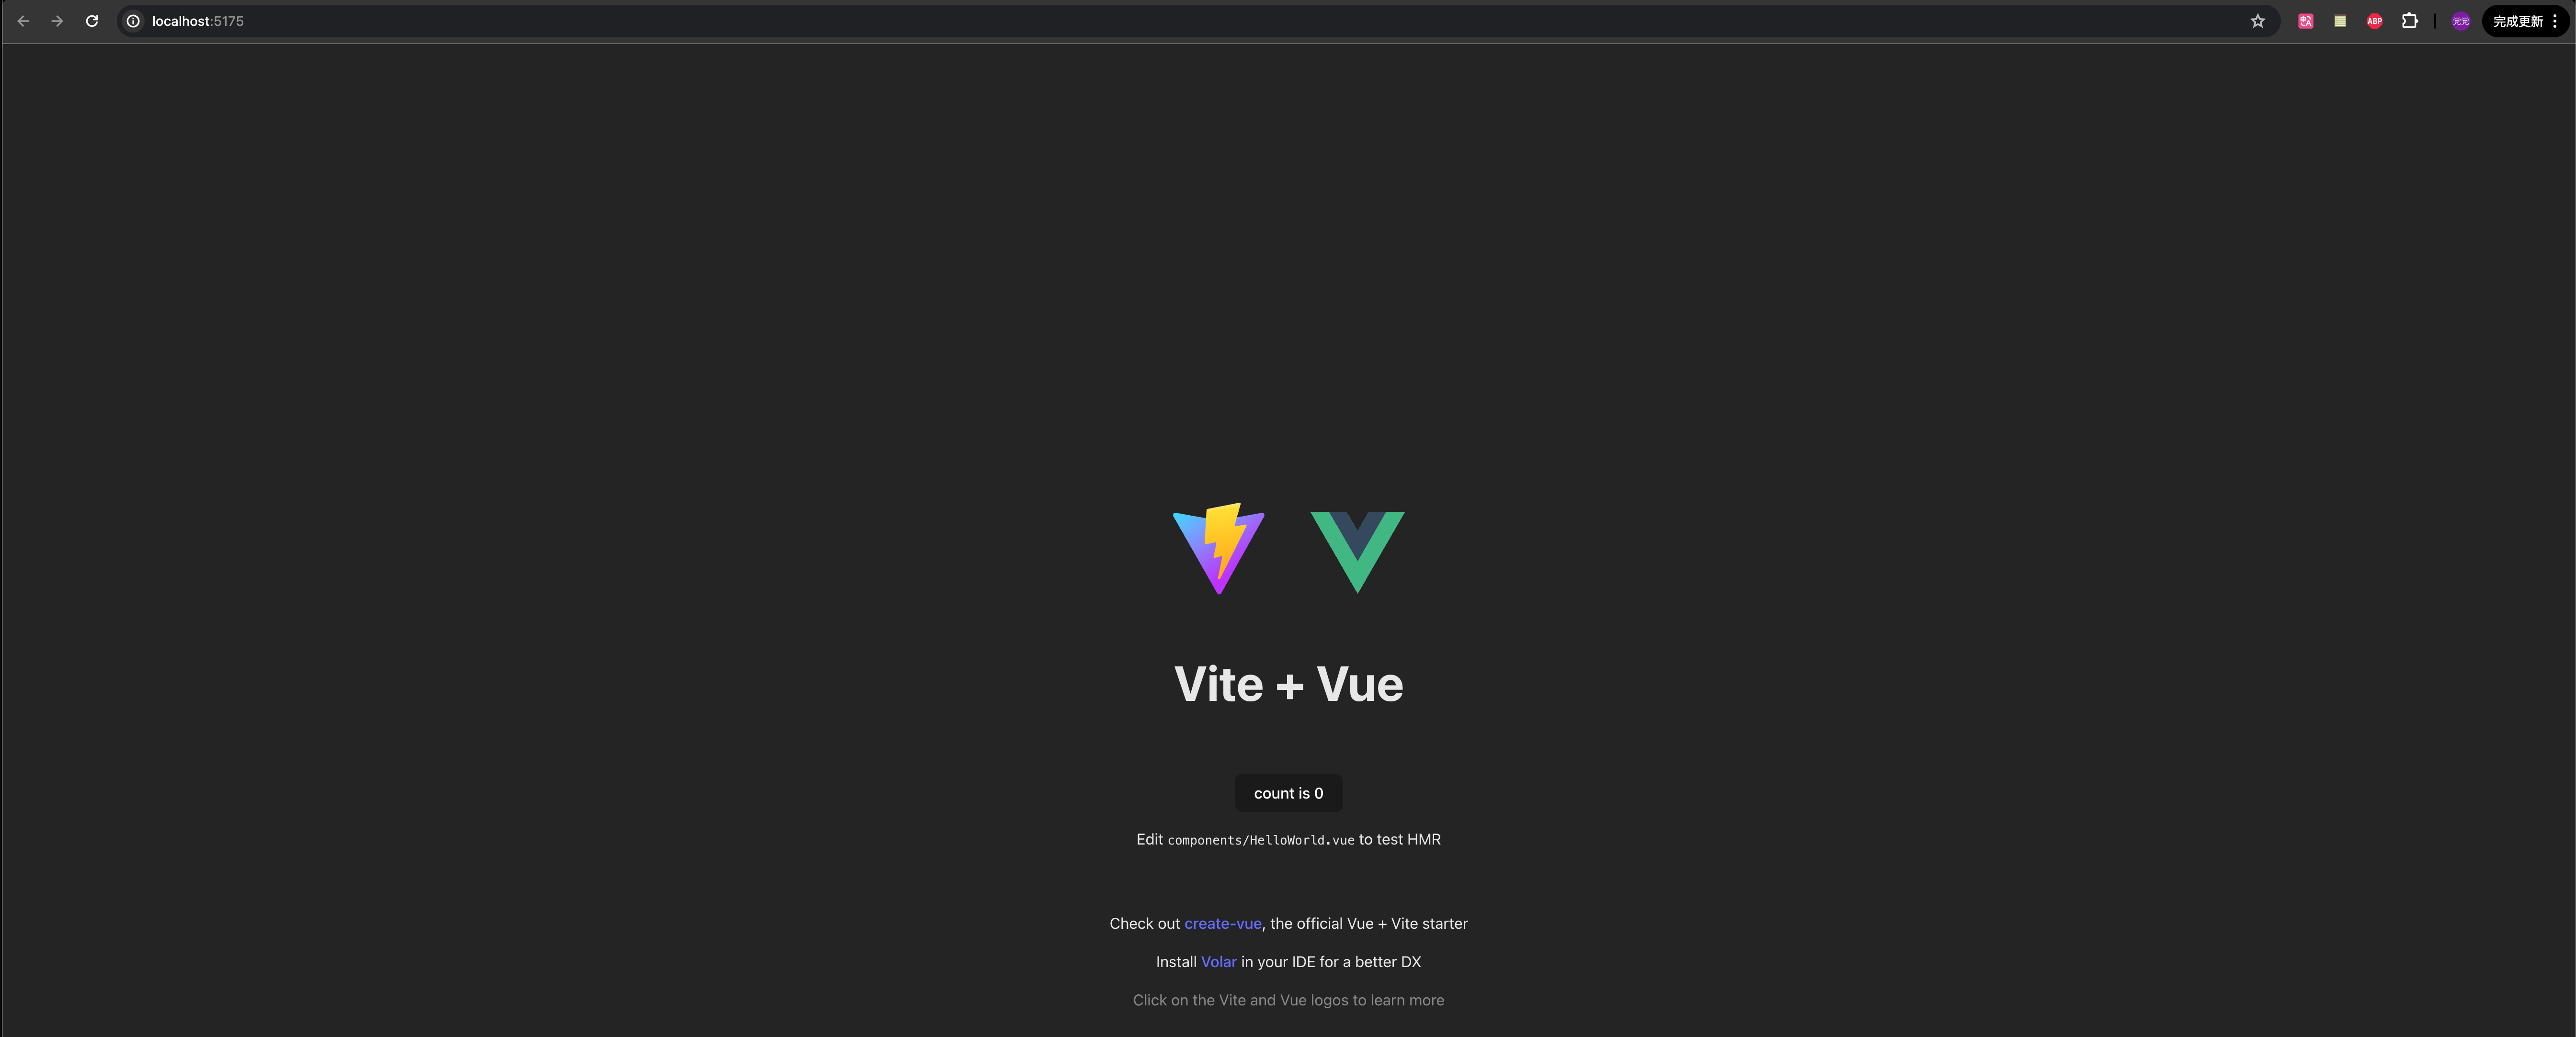 localhost:5175
ABP
党党
完成更新
Vite + Vue
count is 0
Edit components/HelloWorld.vue to test HMR
Check out create-vue, the official Vue + Vite starter
Install Volar in your IDE for a better DX
Click on the Vite and Vue logos to learn more